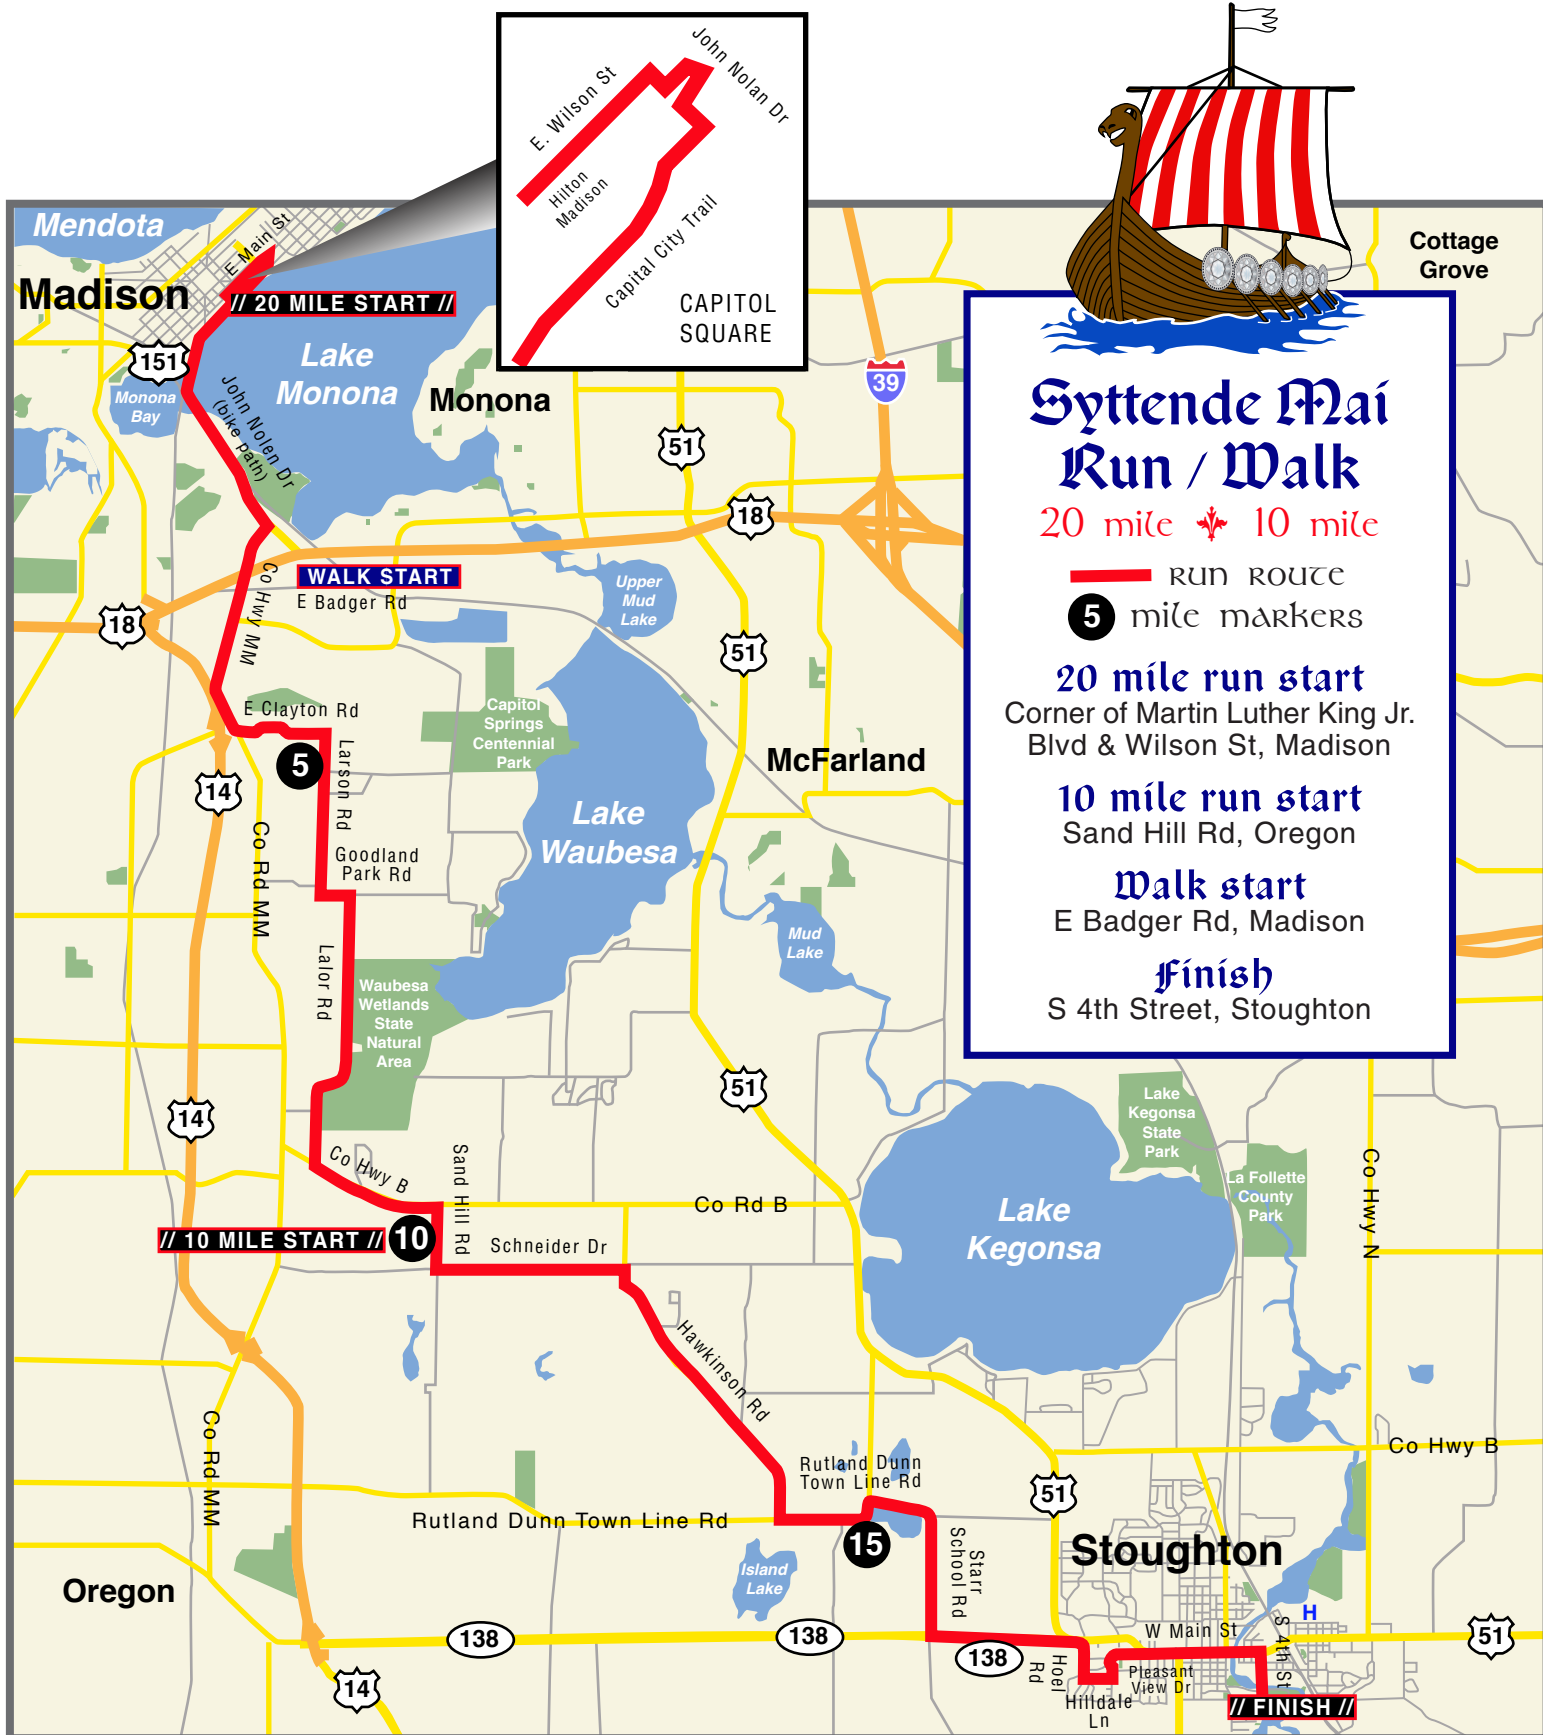 E. Wilson St
John Nolan Dr
Hilton
Madison
Capital City Trail
CAPITOL
SQUARE
Mendota
E Main St
Madison
// 20 MILE START //
151
Lake
Monona
Monona
Bay
John Nolen Dr
(bike path)
Monona
51
39
Cottage
Grove
18
WALK START
E Badger Rd
Co Hwy MM
18
Upper
Mud
Lake
51
E Clayton Rd
5
Larson Rd
Capitol
Springs
Centennial
Park
McFarland
14
Co Rd MM
Goodland
Park Rd
Lake
Waubesa
Mud
Lake
Lalor Rd
Waubesa
Wetlands
State
Natural
Area
51
14
Co Hwy B
Sand Hill Rd
Co Rd B
// 10 MILE START //
10
Schneider Dr
Lake
Kegonsa
Lake
Kegonsa
State
Park
La Follette
County
Park
Co Hwy N
Hawkinson Rd
Co Rd MM
Co Hwy B
Rutland Dunn
Town Line Rd
Rutland Dunn Town Line Rd
15
51
Starr
School Rd
Stoughton
Island
Lake
Oregon
H
138
138
138
W Main St
S 4th St
51
Hoel
Rd
Pleasant
View Dr
Hilldale
Ln
14
// FINISH //
Syttende Mai
Run / Walk
20 mile 10 mile
run route
5 mile markers
20 mile run start
Corner of Martin Luther King Jr.
Blvd & Wilson St, Madison
10 mile run start
Sand Hill Rd, Oregon
Walk start
E Badger Rd, Madison
Finish
S 4th Street, Stoughton